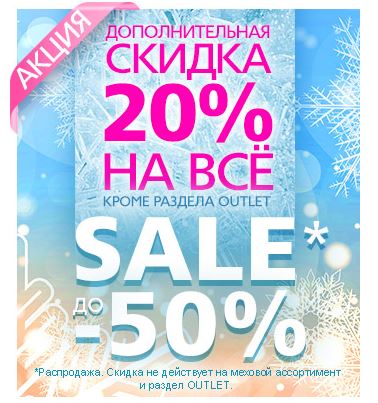 АКЦИЯ
ДОПОЛНИТЕЛЬНАЯ
СКИДКА
20%
НА ВСЁ
КРОМЕ РАЗДЕЛА OUTLET
SALE*
ДО
-50%
*Распродажа. Скидка не действует на меховой ассортимент
и раздел OUTLET.